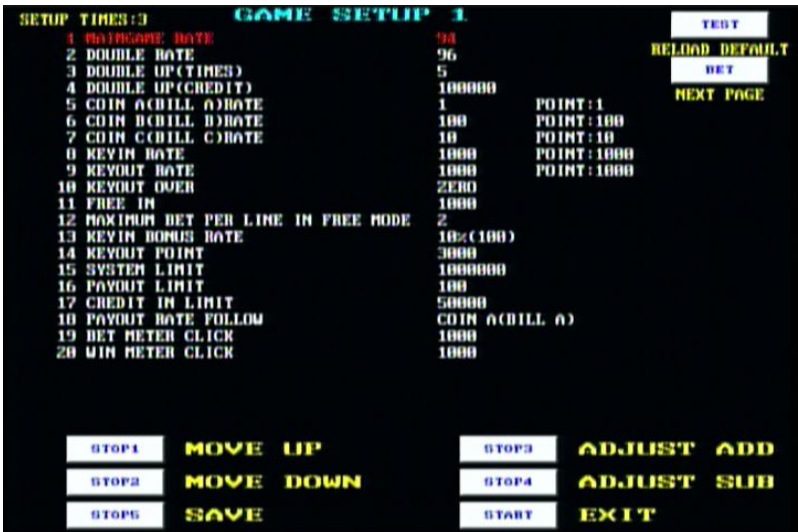 SETUP TIMES:3
GAME SETUP 1
TEST
RELOAD DEFAULT
BET
NEXT PAGE
1 MAINGAME RATE 94
2 DOUBLE RATE 96
3 DOUBLE UP(TIMES) 5
4 DOUBLE UP(CREDIT) 100000
5 COIN A(BILL A)RATE 1 POINT:1
6 COIN B(BILL B)RATE 100 POINT:100
7 COIN C(BILL C)RATE 10 POINT:10
8 KEYIN RATE 1000 POINT:1000
9 KEYOUT RATE 1000 POINT:1000
10 KEYOUT OVER ZERO
11 FREE IN 1000
12 MAXIMUM BET PER LINE IN FREE MODE 2
13 KEYIN BONUS RATE 10%(100)
14 KEYOUT POINT 3000
15 SYSTEM LIMIT 1000000
16 PAYOUT LIMIT 100
17 CREDIT IN LIMIT 50000
18 PAYOUT RATE FOLLOW COIN A(BILL A)
19 BET METER CLICK 1000
20 WIN METER CLICK 1000
STOP1 MOVE UP STOP3 ADJUST ADD
STOP2 MOVE DOWN STOP4 ADJUST SUB
STOP5 SAVE START EXIT